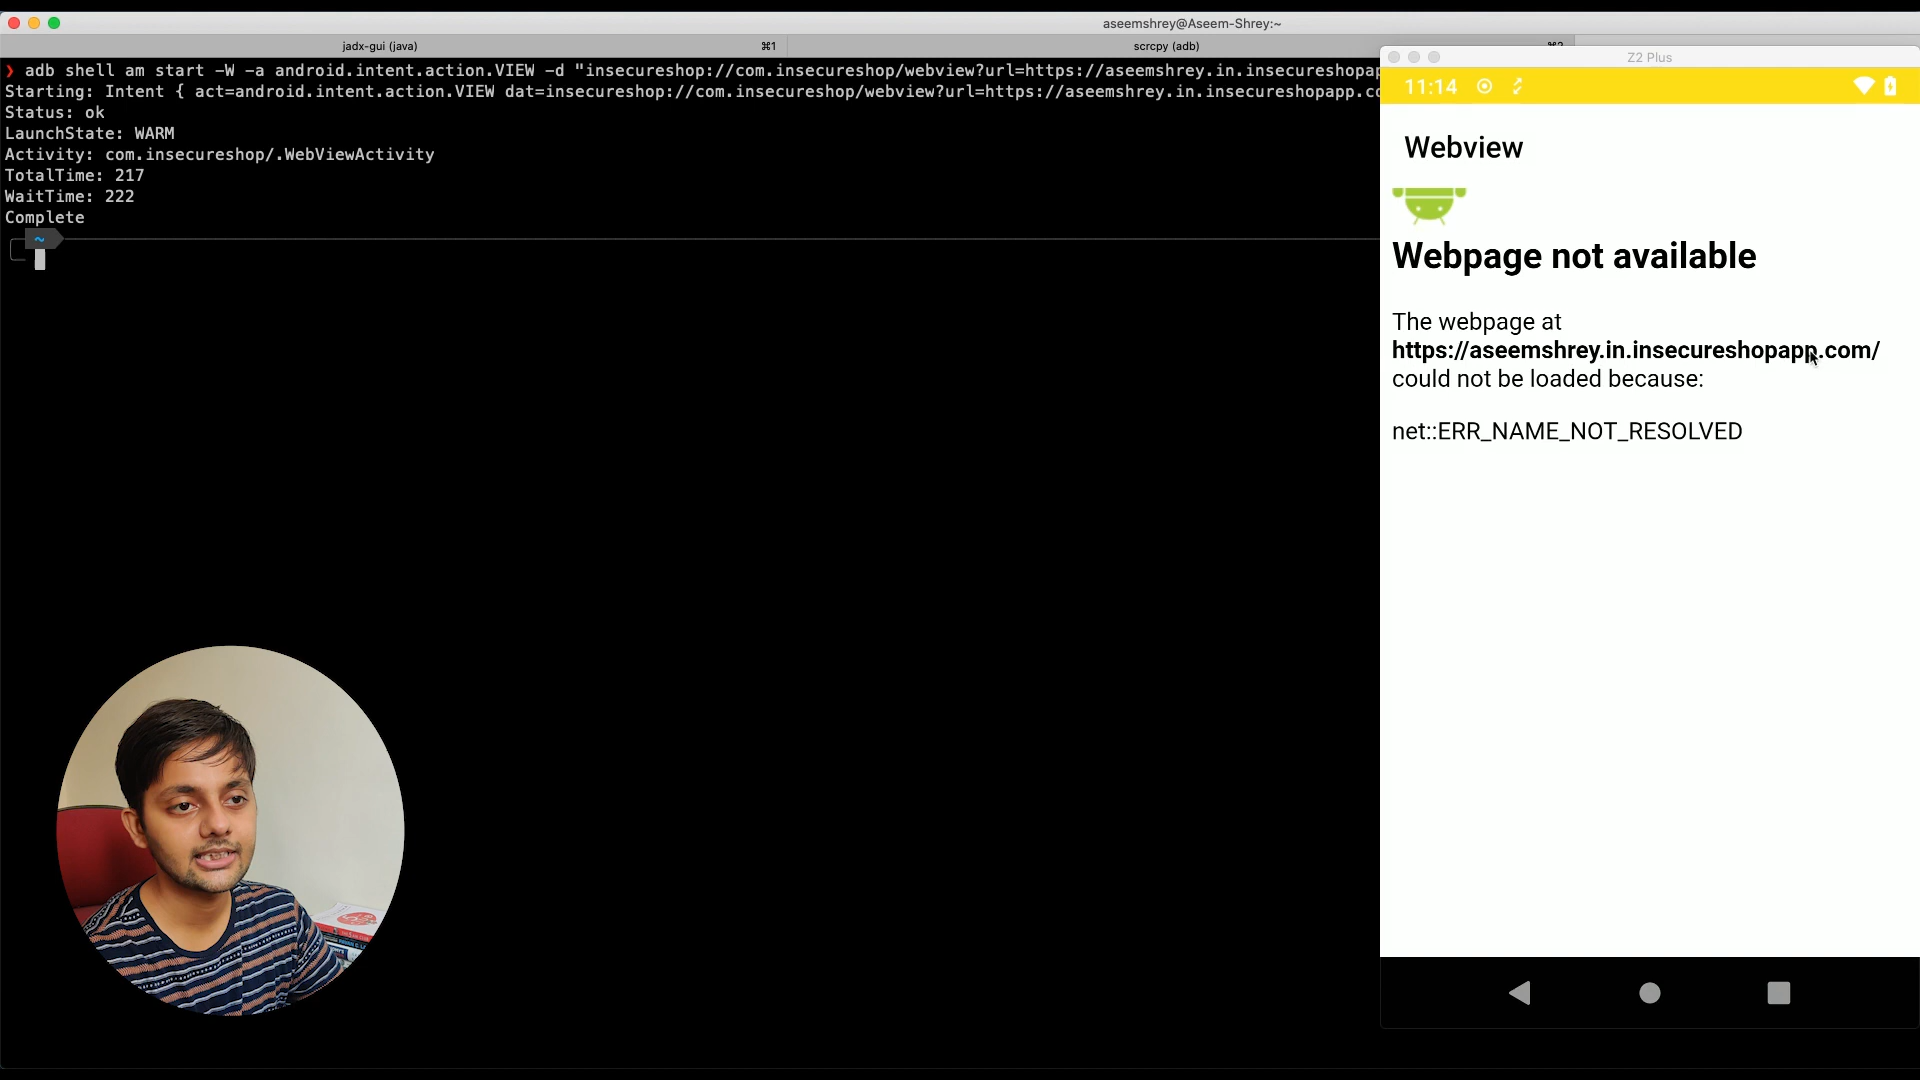 aseemshrey@Aseem-Shrey:~
jadx-gui (java) ⌘1 scrcpy (adb) ⌘2
❯ adb shell am start -W -a android.intent.action.VIEW -d "insecureshop://com.insecureshop/webview?url=https://aseemshrey.in.insecureshopap
Starting: Intent { act=android.intent.action.VIEW dat=insecureshop://com.insecureshop/webview?url=https://aseemshrey.in.insecureshopapp.co
Status: ok
LaunchState: WARM
Activity: com.insecureshop/.WebViewActivity
TotalTime: 217
WaitTime: 222
Complete
~
Z2 Plus
11:14
Webview
Webpage not available
The webpage at
https://aseemshrey.in.insecureshopapp.com/
could not be loaded because:
net::ERR_NAME_NOT_RESOLVED